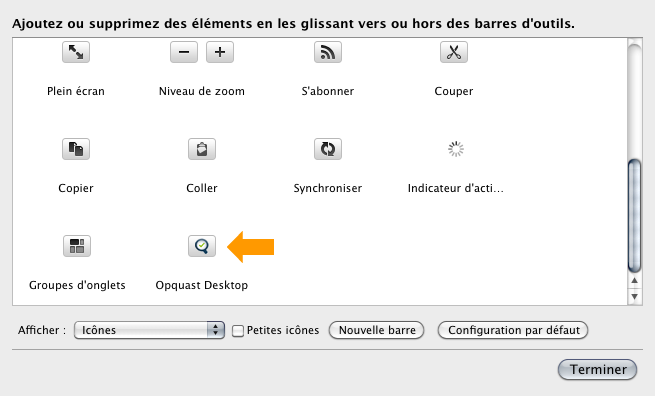 Ajoutez ou supprimez des éléments en les glissant vers ou hors des barres d'outils.
Plein écran Niveau de zoom S'abonner Couper
Copier Coller Synchroniser Indicateur d'acti...
Groupes d'onglets Opquast Desktop
Afficher : Icônes Petites icônes Nouvelle barre Configuration par défaut
Terminer